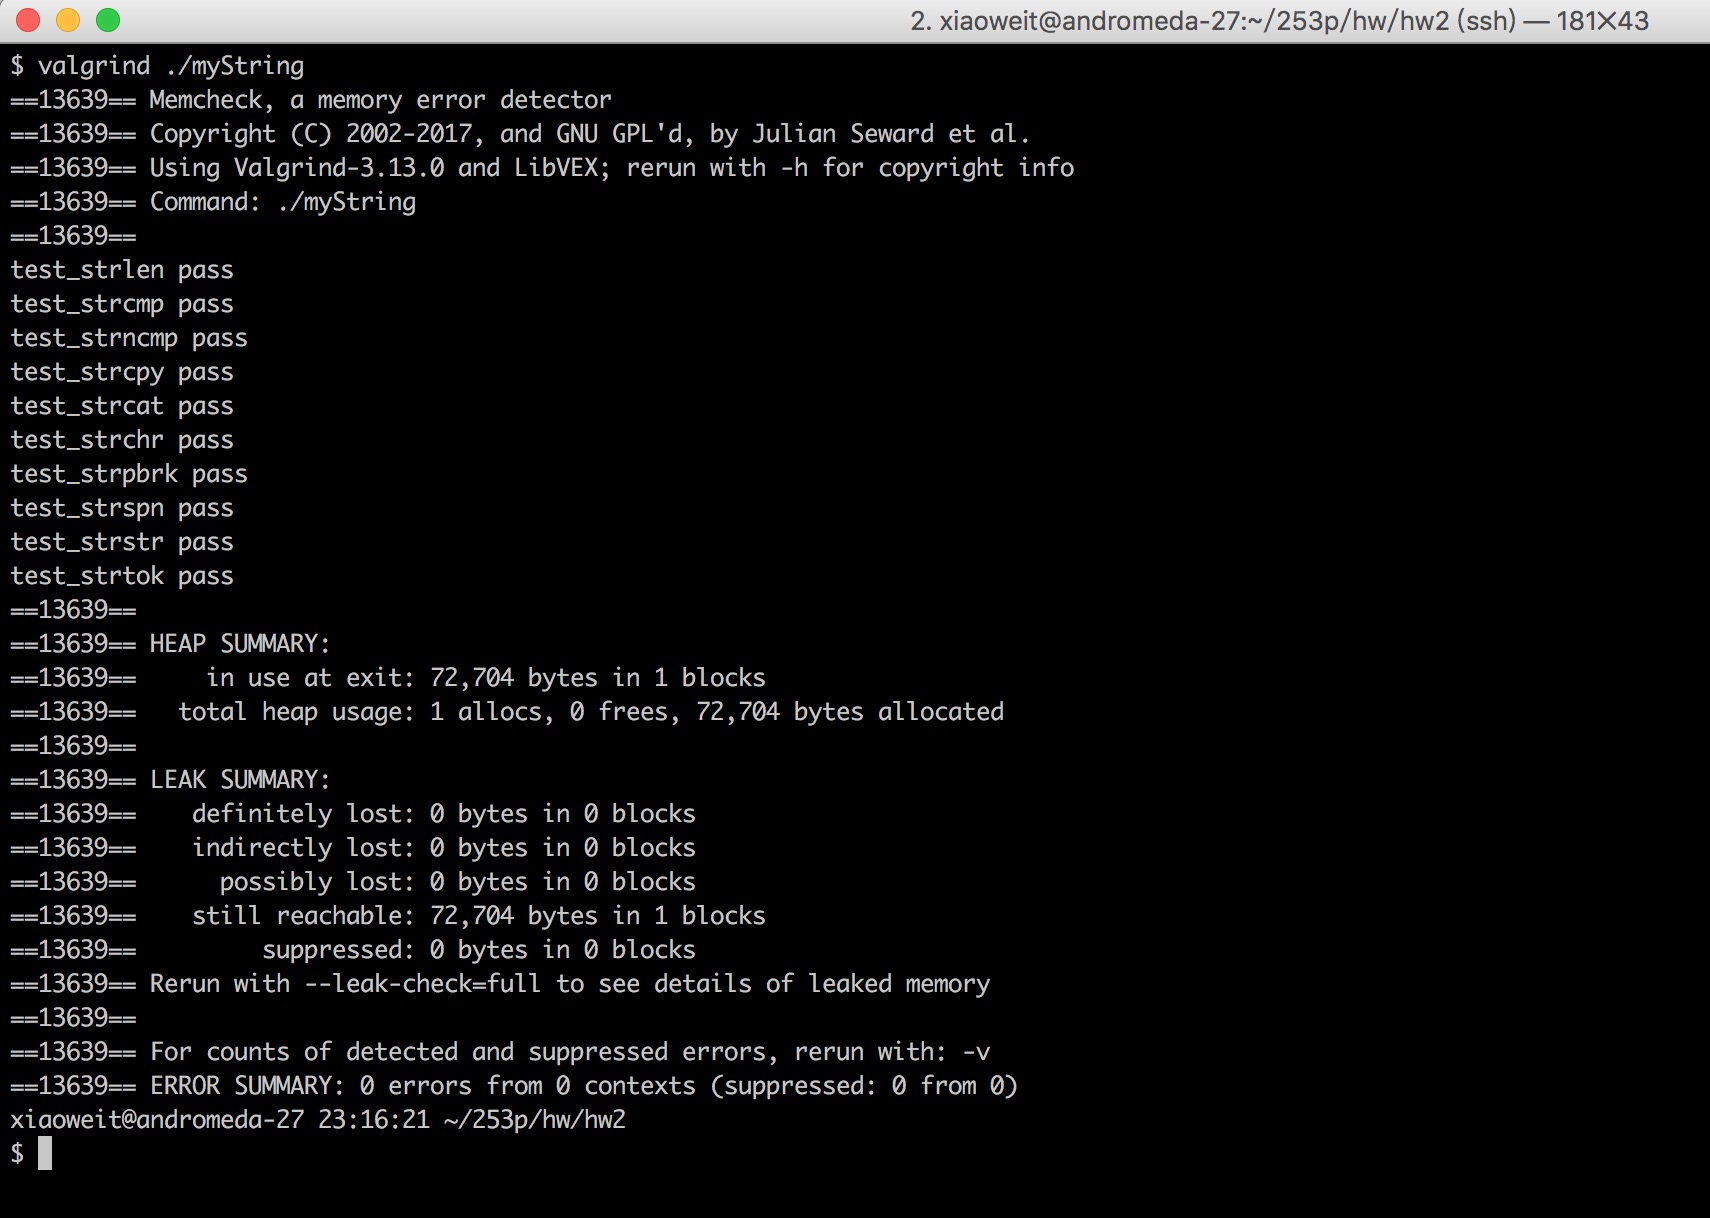 2. xiaoweit@andromeda-27:~/253p/hw/hw2 (ssh) — 181×43
$ valgrind ./myString
==13639== Memcheck, a memory error detector
==13639== Copyright (C) 2002-2017, and GNU GPL'd, by Julian Seward et al.
==13639== Using Valgrind-3.13.0 and LibVEX; rerun with -h for copyright info
==13639== Command: ./myString
==13639==
test_strlen pass
test_strcmp pass
test_strncmp pass
test_strcpy pass
test_strcat pass
test_strchr pass
test_strpbrk pass
test_strspn pass
test_strstr pass
test_strtok pass
==13639==
==13639== HEAP SUMMARY:
==13639==     in use at exit: 72,704 bytes in 1 blocks
==13639==   total heap usage: 1 allocs, 0 frees, 72,704 bytes allocated
==13639==
==13639== LEAK SUMMARY:
==13639==    definitely lost: 0 bytes in 0 blocks
==13639==    indirectly lost: 0 bytes in 0 blocks
==13639==      possibly lost: 0 bytes in 0 blocks
==13639==    still reachable: 72,704 bytes in 1 blocks
==13639==         suppressed: 0 bytes in 0 blocks
==13639== Rerun with --leak-check=full to see details of leaked memory
==13639==
==13639== For counts of detected and suppressed errors, rerun with: -v
==13639== ERROR SUMMARY: 0 errors from 0 contexts (suppressed: 0 from 0)
xiaoweit@andromeda-27 23:16:21 ~/253p/hw/hw2
$